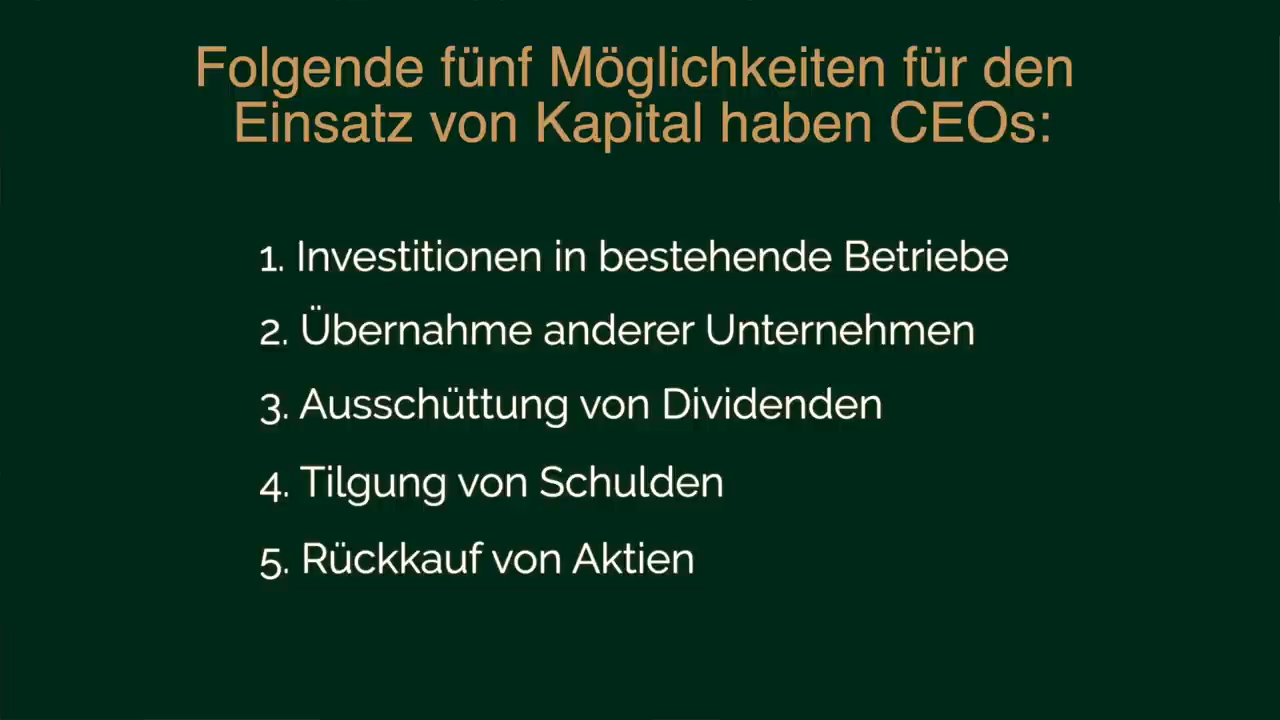 Folgende fünf Möglichkeiten für den
Einsatz von Kapital haben CEOs:
1. Investitionen in bestehende Betriebe
2. Übernahme anderer Unternehmen
3. Ausschüttung von Dividenden
4. Tilgung von Schulden
5. Rückkauf von Aktien